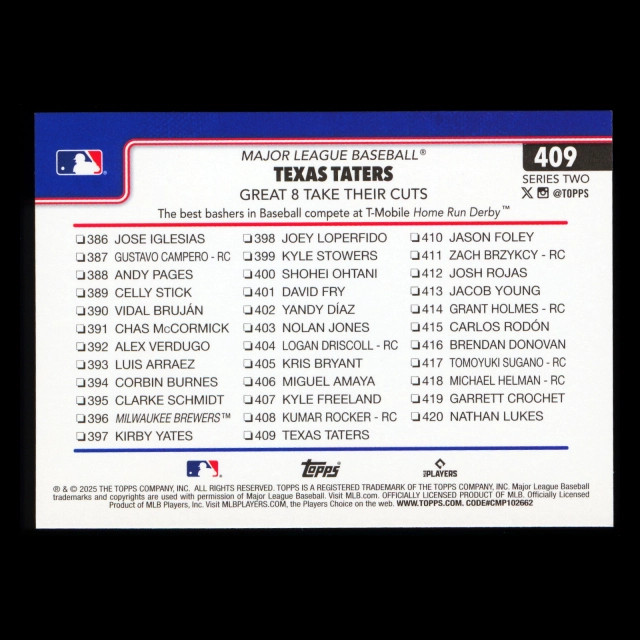 MAJOR LEAGUE BASEBALL®
TEXAS TATERS
GREAT 8 TAKE THEIR CUTS
The best bashers in Baseball compete at T-Mobile Home Run Derby™
409
SERIES TWO
@TOPPS
386 JOSE IGLESIAS
387 GUSTAVO CAMPERO - RC
388 ANDY PAGES
389 CELLY STICK
390 VIDAL BRUJÁN
391 CHAS McCORMICK
392 ALEX VERDUGO
393 LUIS ARRAEZ
394 CORBIN BURNES
395 CLARKE SCHMIDT
396 MILWAUKEE BREWERS™
397 KIRBY YATES
398 JOEY LOPERFIDO
399 KYLE STOWERS
400 SHOHEI OHTANI
401 DAVID FRY
402 YANDY DÍAZ
403 NOLAN JONES
404 LOGAN DRISCOLL - RC
405 KRIS BRYANT
406 MIGUEL AMAYA
407 KYLE FREELAND
408 KUMAR ROCKER - RC
409 TEXAS TATERS
410 JASON FOLEY
411 ZACH BRZYKCY - RC
412 JOSH ROJAS
413 JACOB YOUNG
414 GRANT HOLMES - RC
415 CARLOS RODÓN
416 BRENDAN DONOVAN
417 TOMOYUKI SUGANO - RC
418 MICHAEL HELMAN - RC
419 GARRETT CROCHET
420 NATHAN LUKES
Topps®
PLAYERS
® & © 2025 THE TOPPS COMPANY, INC. ALL RIGHTS RESERVED. TOPPS IS A REGISTERED TRADEMARK OF THE TOPPS COMPANY, INC. Major League Baseball
trademarks and copyrights are used with permission of Major League Baseball. Visit MLB.com. OFFICIALLY LICENSED PRODUCT OF MLB. Officially Licensed
Product of MLB Players, Inc. Visit MLBPLAYERS.COM, the Players Choice on the web. WWW.TOPPS.COM. CODE#CMP102662